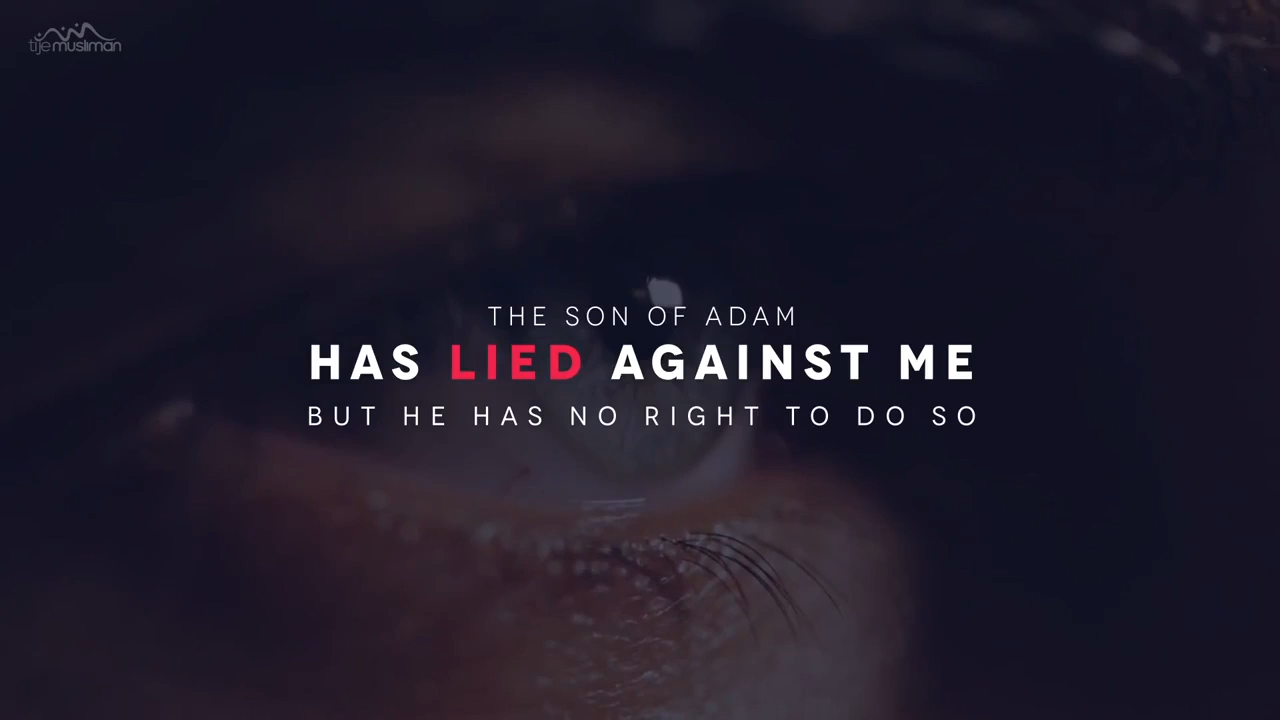 tijemusliman
THE SON OF ADAM
HAS LIED AGAINST ME
BUT HE HAS NO RIGHT TO DO SO